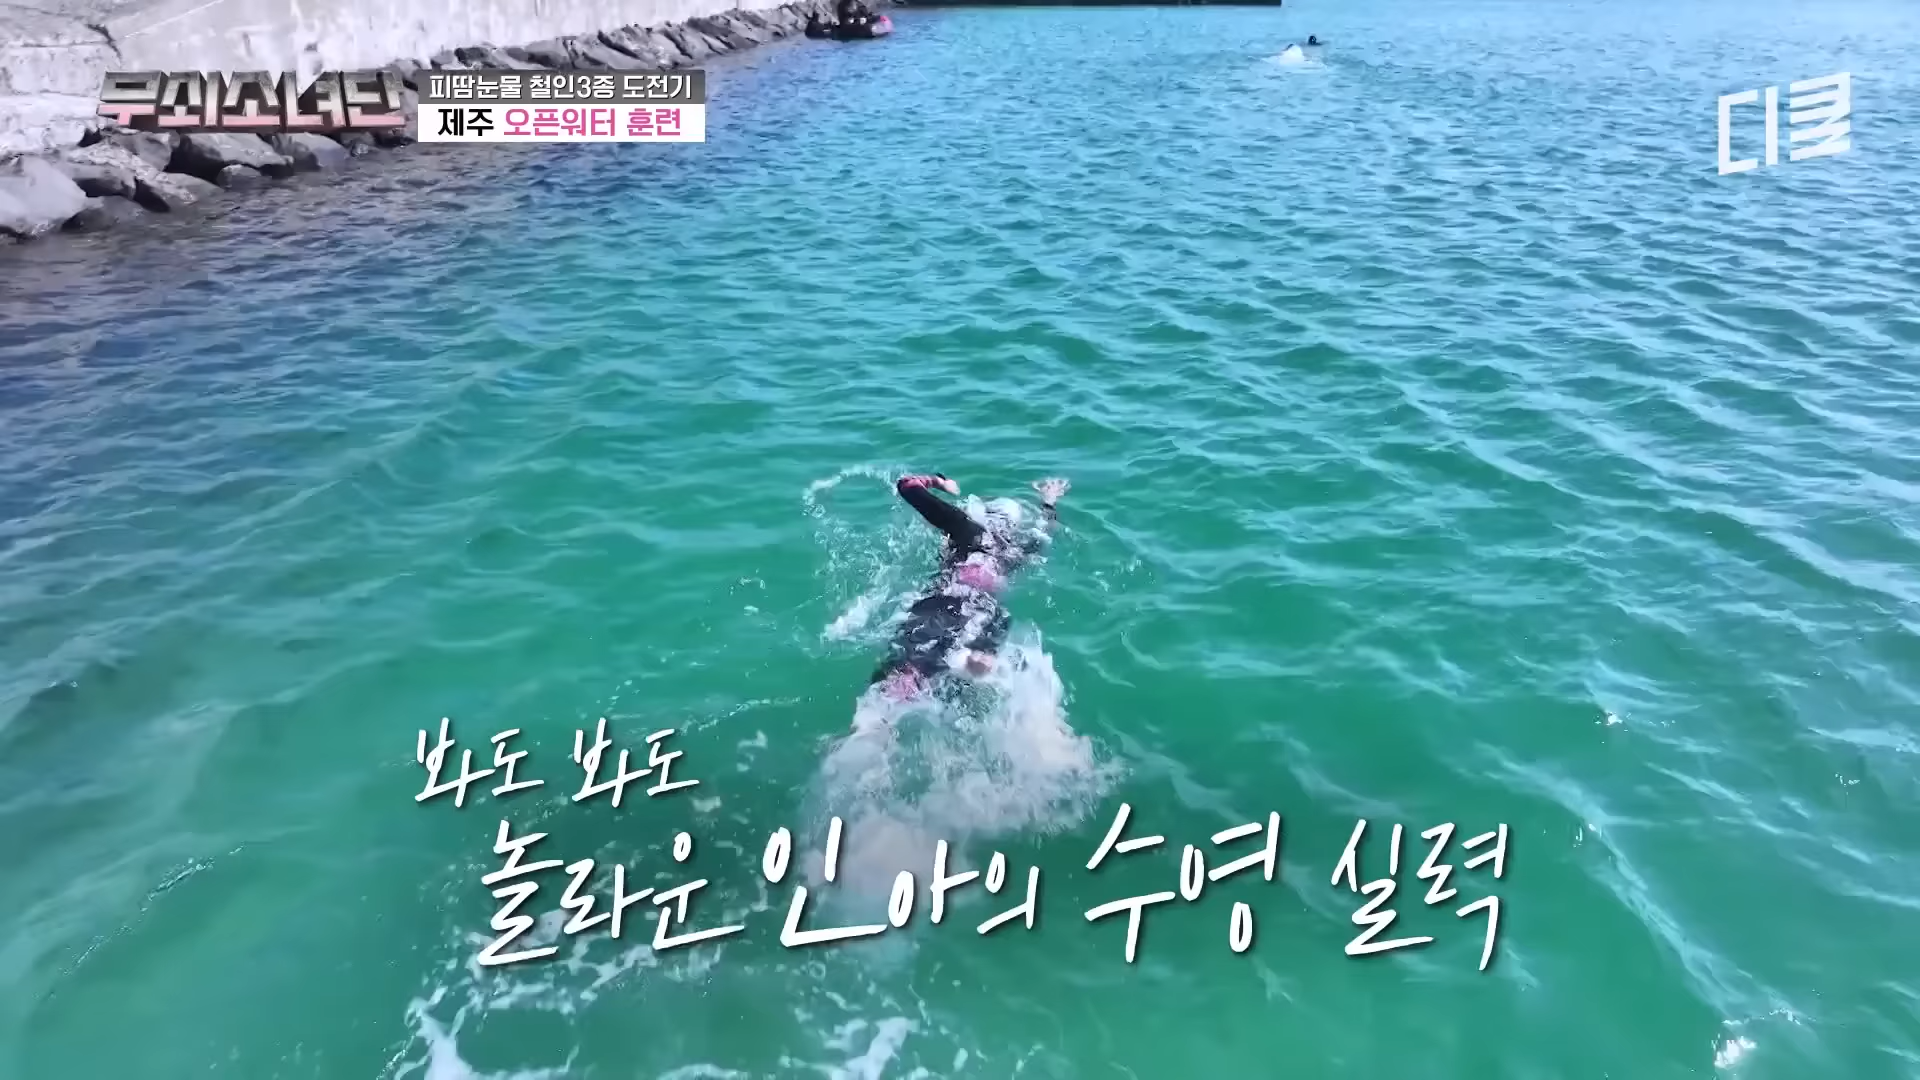 무쇠소녀단
피땀눈물 철인3종 도전기
제주 오픈워터 훈련
디클
봐도 봐도
놀라운 인아의 수영 실력